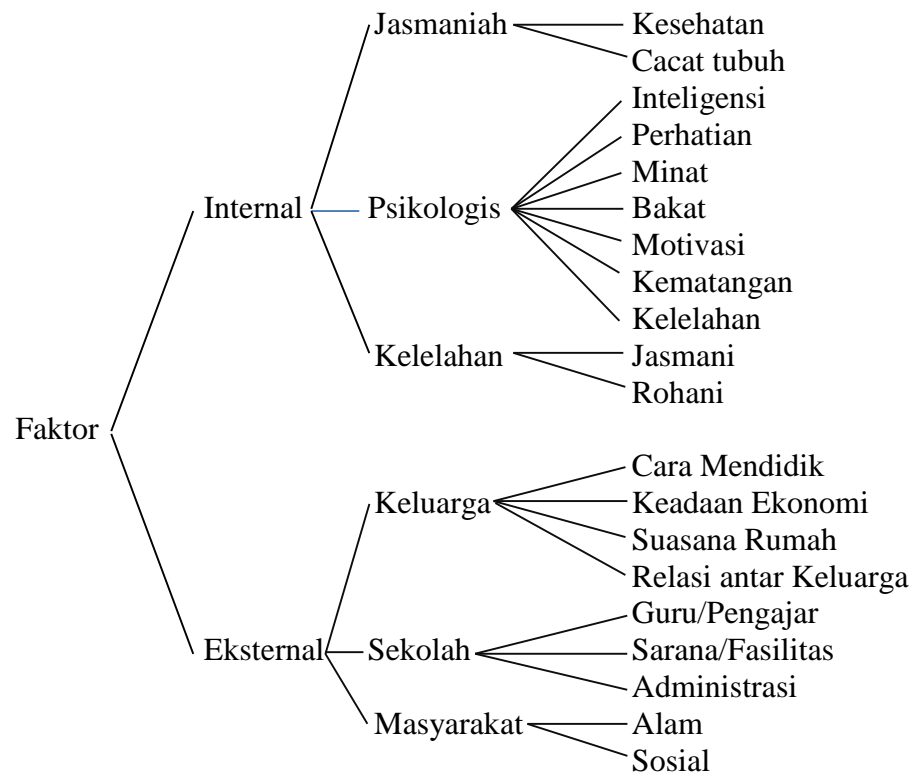 Jasmaniah Kesehatan
Cacat tubuh
Inteligensi
Perhatian
Minat
Internal Psikologis Bakat
Motivasi
Kematangan
Kelelahan
Kelelahan Jasmani
Rohani
Faktor
Cara Mendidik
Keluarga Keadaan Ekonomi
Suasana Rumah
Relasi antar Keluarga
Guru/Pengajar
Eksternal Sekolah Sarana/Fasilitas
Administrasi
Masyarakat Alam
Sosial